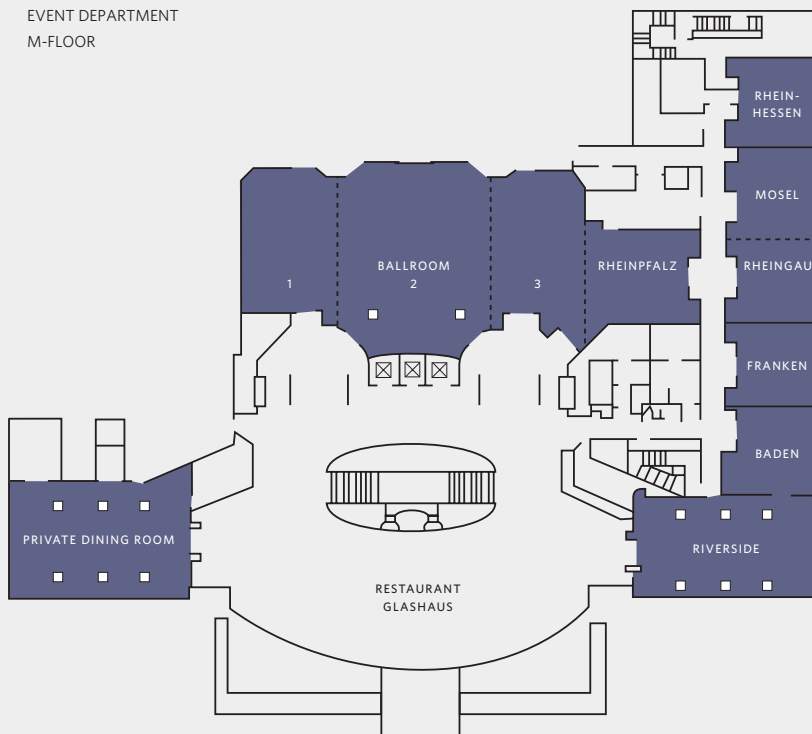 EVENT DEPARTMENT
M-FLOOR
RHEIN-
HESSEN
MOSEL
BALLROOM
RHEINPFALZ
RHEINGAU
1
2
3
FRANKEN
BADEN
PRIVATE DINING ROOM
RIVERSIDE
RESTAURANT
GLASHAUS